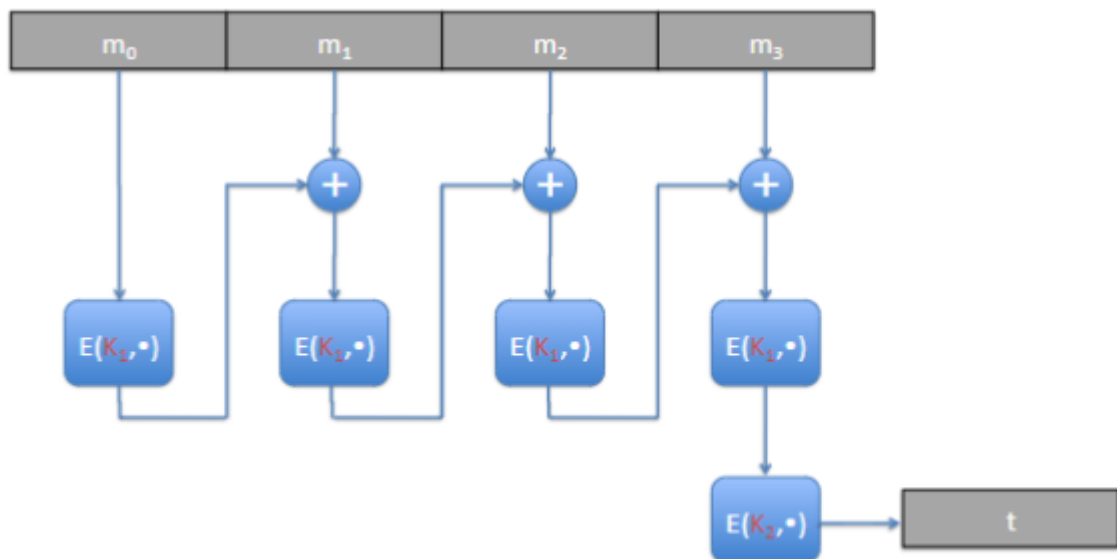 m₀ m₁ m₂ m₃
+ + +
E(K₁,•) E(K₁,•) E(K₁,•) E(K₁,•)
E(K₂,•) t